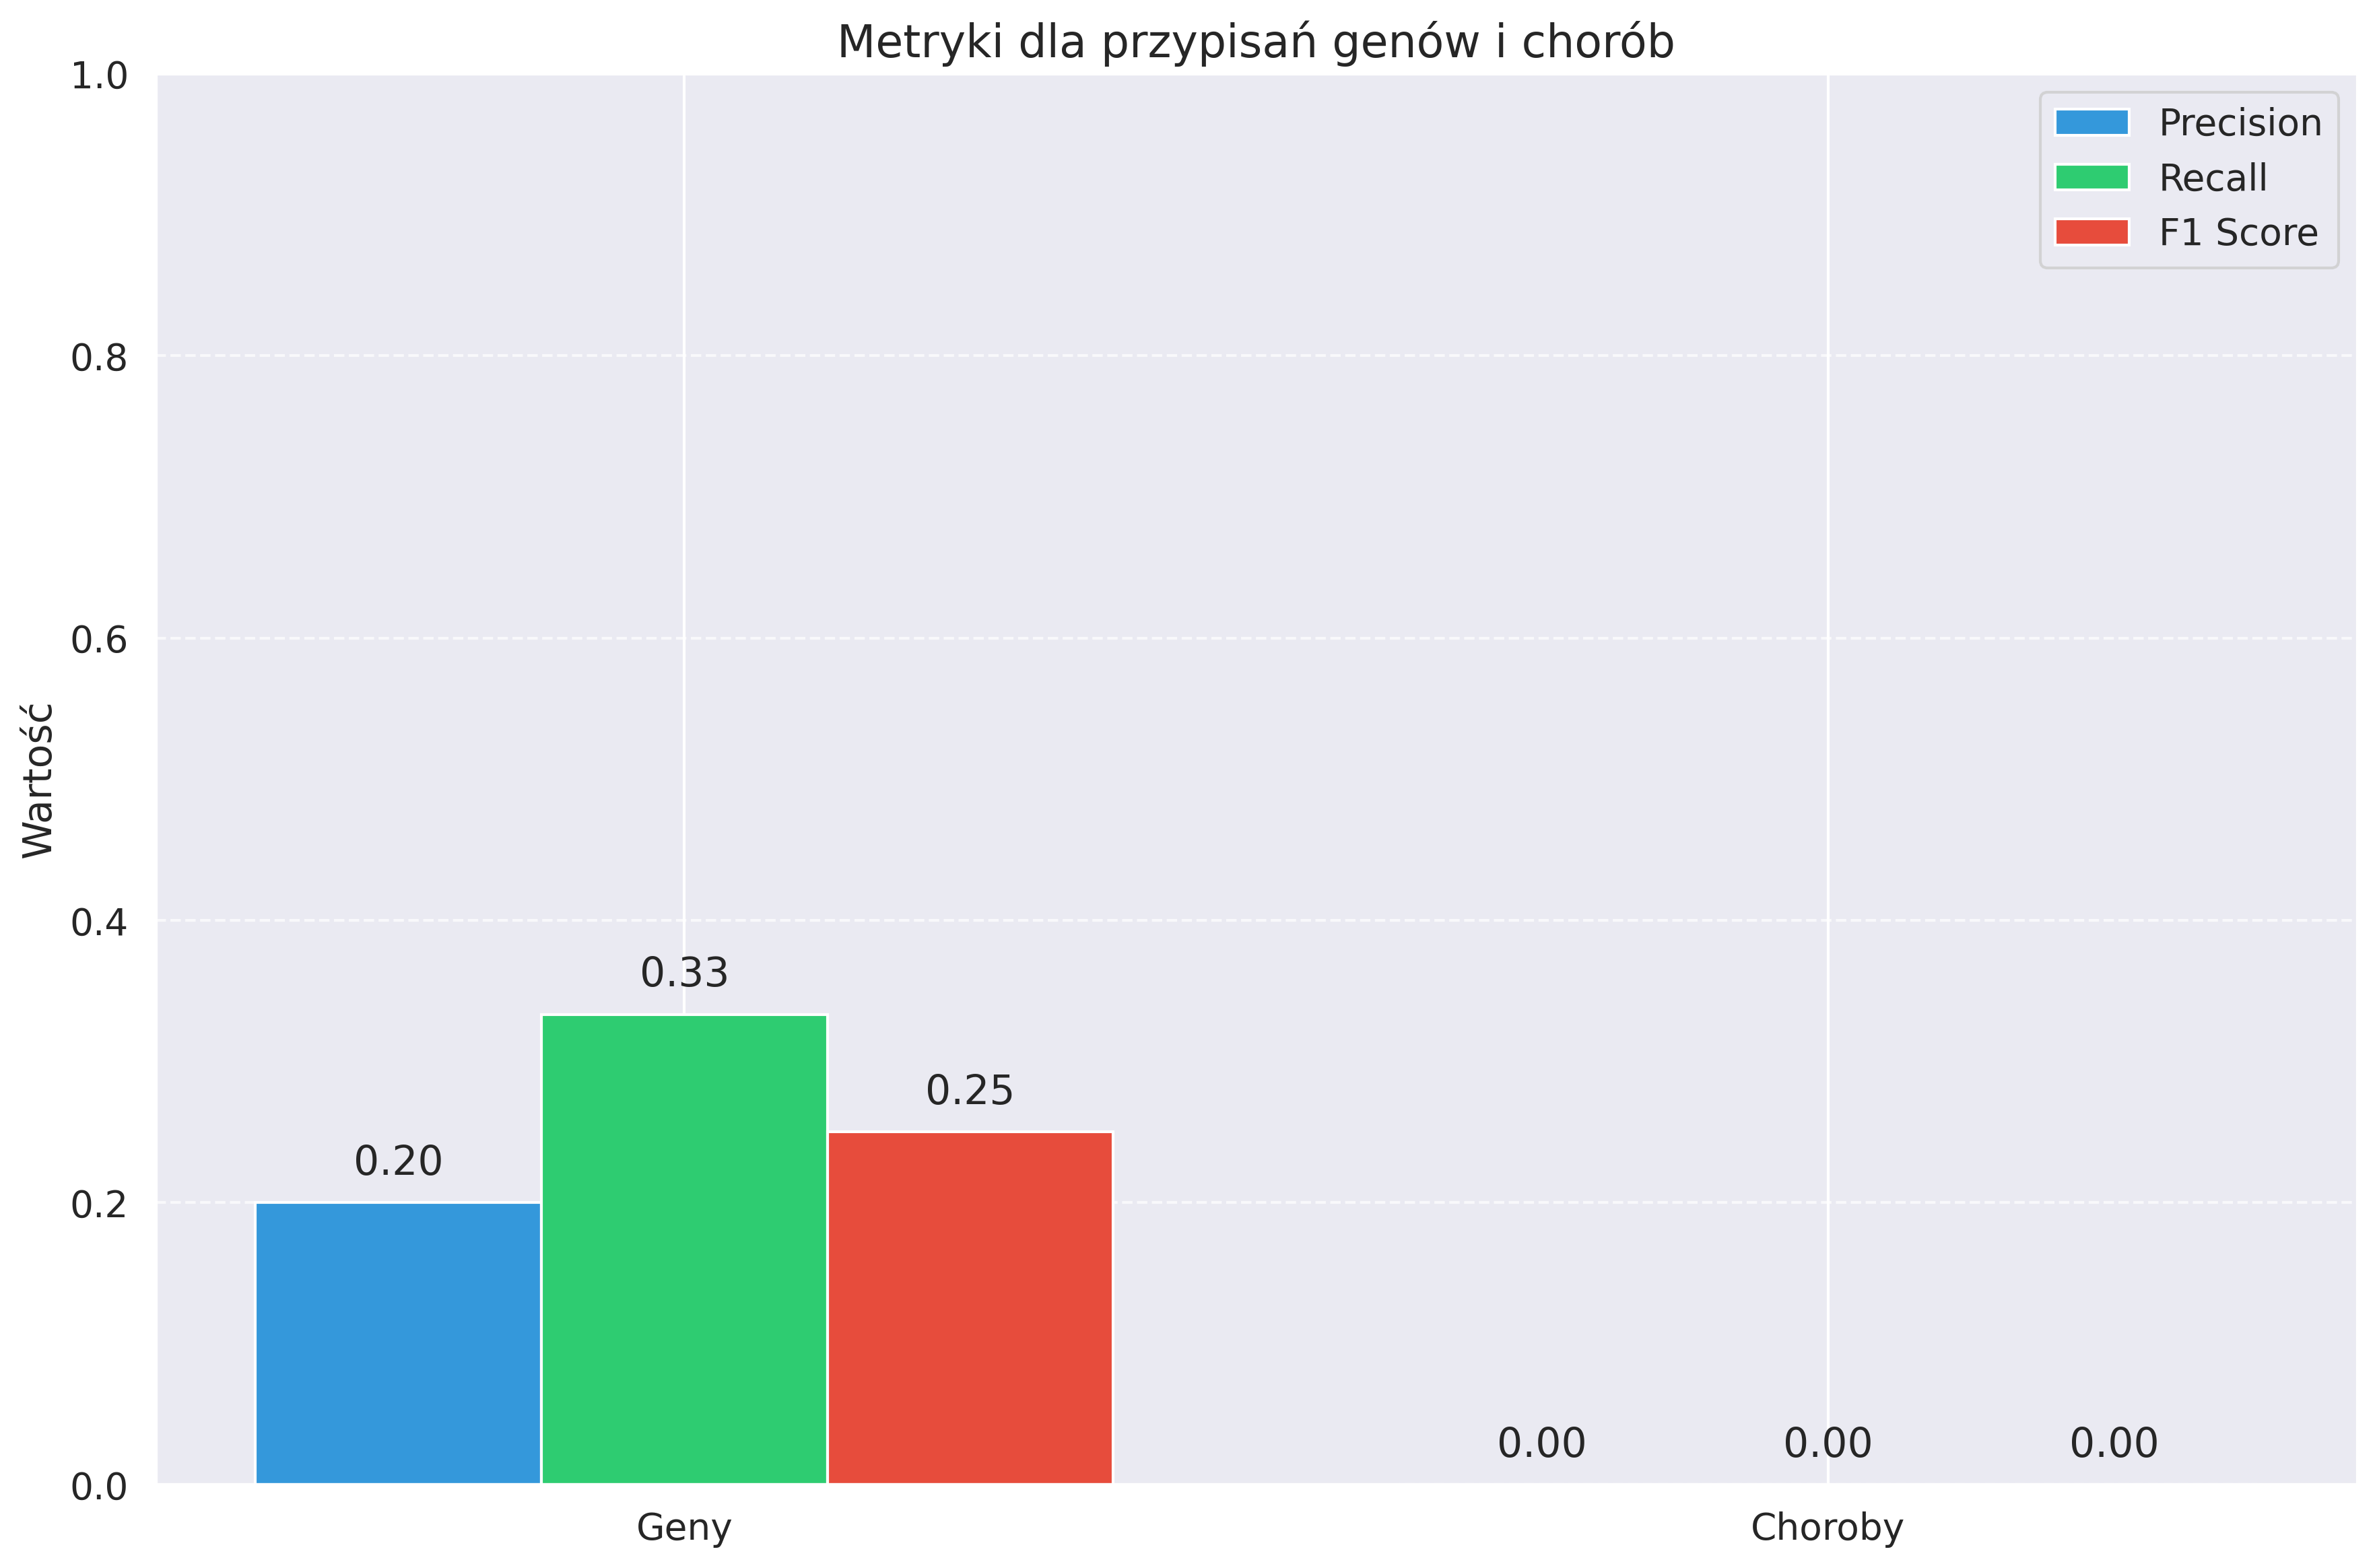 Metryki dla przypisań genów i chorób
1.0
0.8
0.6
0.4
0.2
0.0
Wartość
Precision
Recall
F1 Score
0.20
0.33
0.25
0.00
0.00
0.00
Geny
Choroby